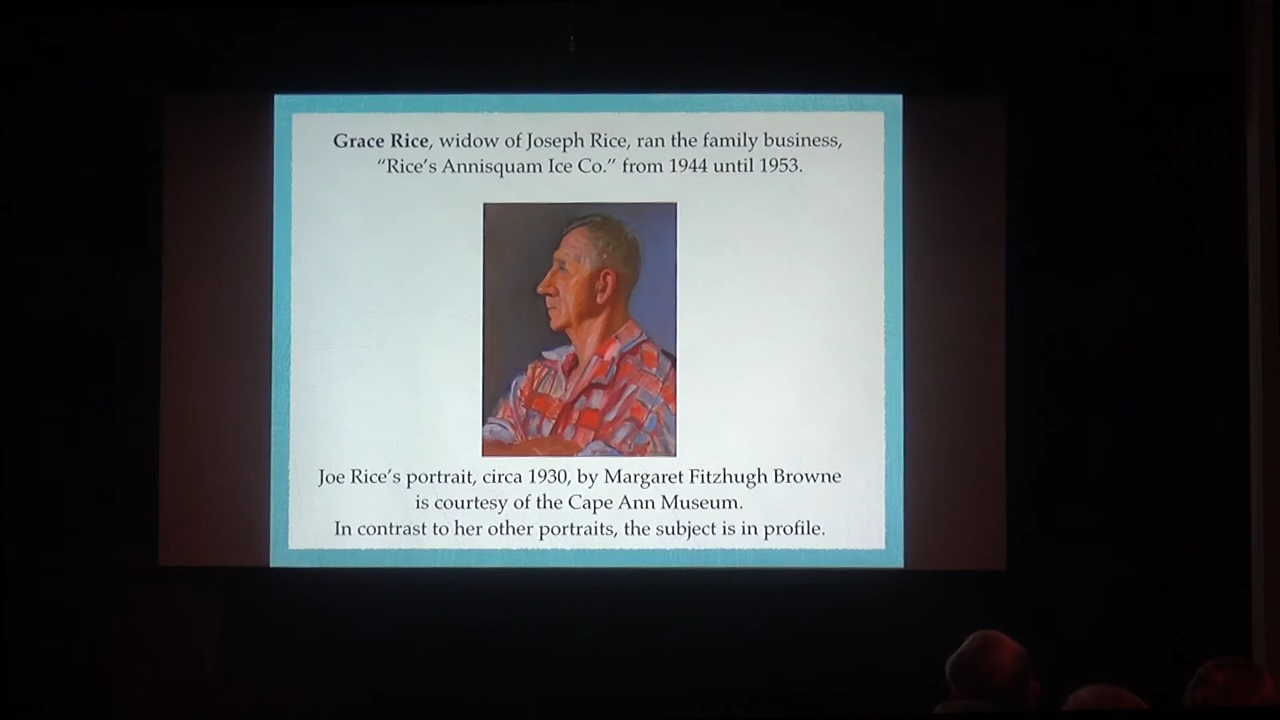 Grace Rice, widow of Joseph Rice, ran the family business,
“Rice’s Annisquam Ice Co.” from 1944 until 1953.
Joe Rice’s portrait, circa 1930, by Margaret Fitzhugh Browne
is courtesy of the Cape Ann Museum.
In contrast to her other portraits, the subject is in profile.